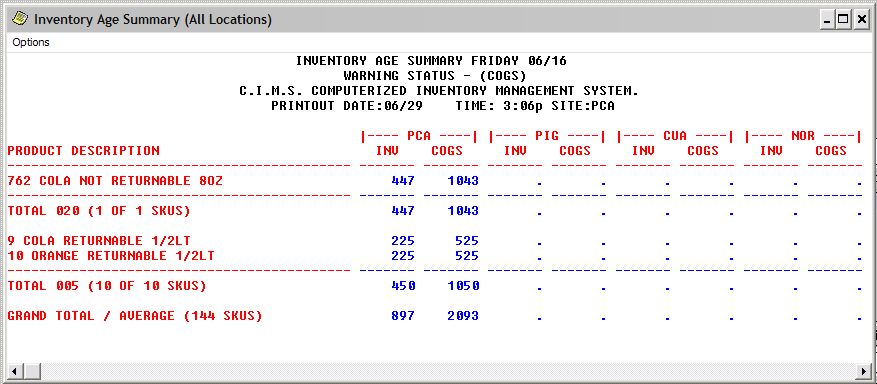 Inventory Age Summary (All Locations)
Options
INVENTORY AGE SUMMARY FRIDAY 06/16
WARNING STATUS - (COGS)
C.I.M.S. COMPUTERIZED INVENTORY MANAGEMENT SYSTEM.
PRINTOUT DATE:06/29 TIME: 3:06p SITE:PCA
|---- PCA ----| |---- PIG ----| |---- CUA ----| |---- NOR ----|
PRODUCT DESCRIPTION INV COGS INV COGS INV COGS INV COGS
762 COLA NOT RETURNABLE 8OZ 447 1043 . . . . . .
TOTAL 020 (1 OF 1 SKUS) 447 1043 . . . . . .
9 COLA RETURNABLE 1/2LT 225 525 . . . . . .
10 ORANGE RETURNABLE 1/2LT 225 525 . . . . . .
TOTAL 005 (10 OF 10 SKUS) 450 1050 . . . . . .
GRAND TOTAL / AVERAGE (144 SKUS) 897 2093 . . . . . .